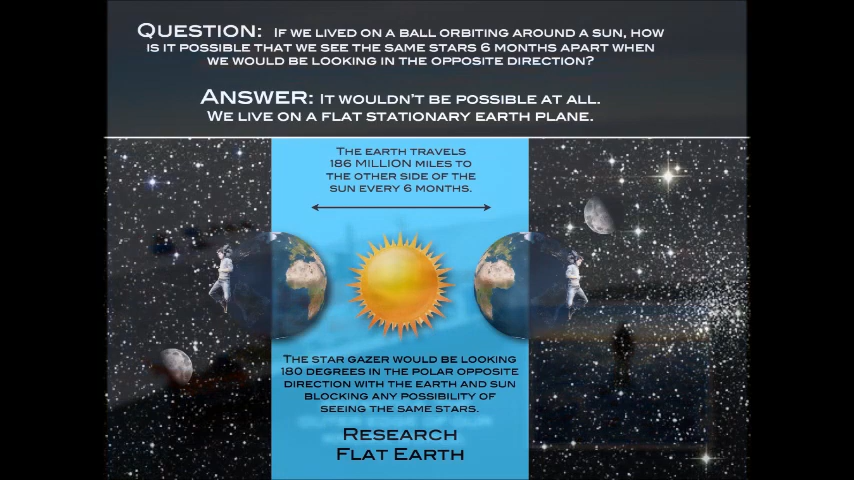 QUESTION: IF WE LIVED ON A BALL ORBITING AROUND A SUN, HOW
IS IT POSSIBLE THAT WE SEE THE SAME STARS 6 MONTHS APART WHEN
WE WOULD BE LOOKING IN THE OPPOSITE DIRECTION?
ANSWER: IT WOULDN'T BE POSSIBLE AT ALL.
WE LIVE ON A FLAT STATIONARY EARTH PLANE.
THE EARTH TRAVELS
186 MILLION MILES TO
THE OTHER SIDE OF THE
SUN EVERY 6 MONTHS.
THE STAR GAZER WOULD BE LOOKING
180 DEGREES IN THE POLAR OPPOSITE
DIRECTION WITH THE EARTH AND SUN
BLOCKING ANY POSSIBILITY OF
SEEING THE SAME STARS.
RESEARCH
FLAT EARTH